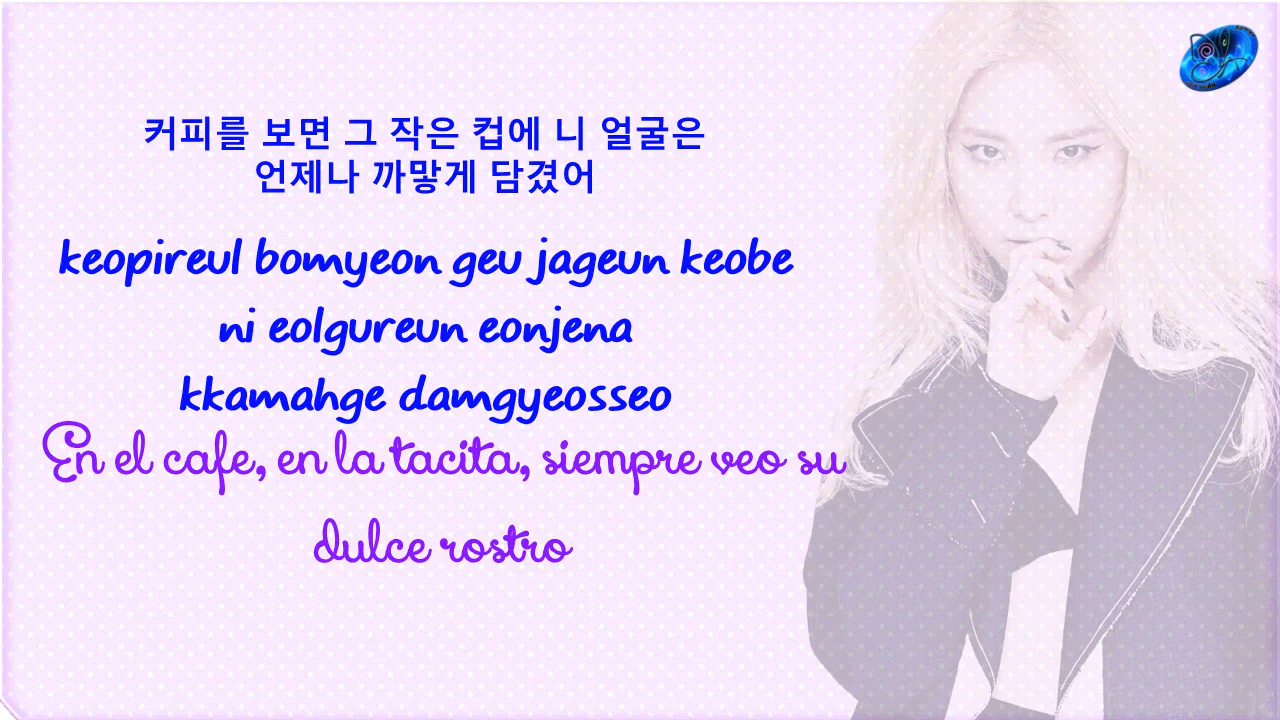 커피를 보면 그 작은 컵에 니 얼굴은
언제나 까맣게 담겼어
keopireul bomyeon geu jageun keobe
ni eolgureun eonjena
kkamahge damgyeosseo
En el cafe, en la tacita, siempre veo su
dulce rostro